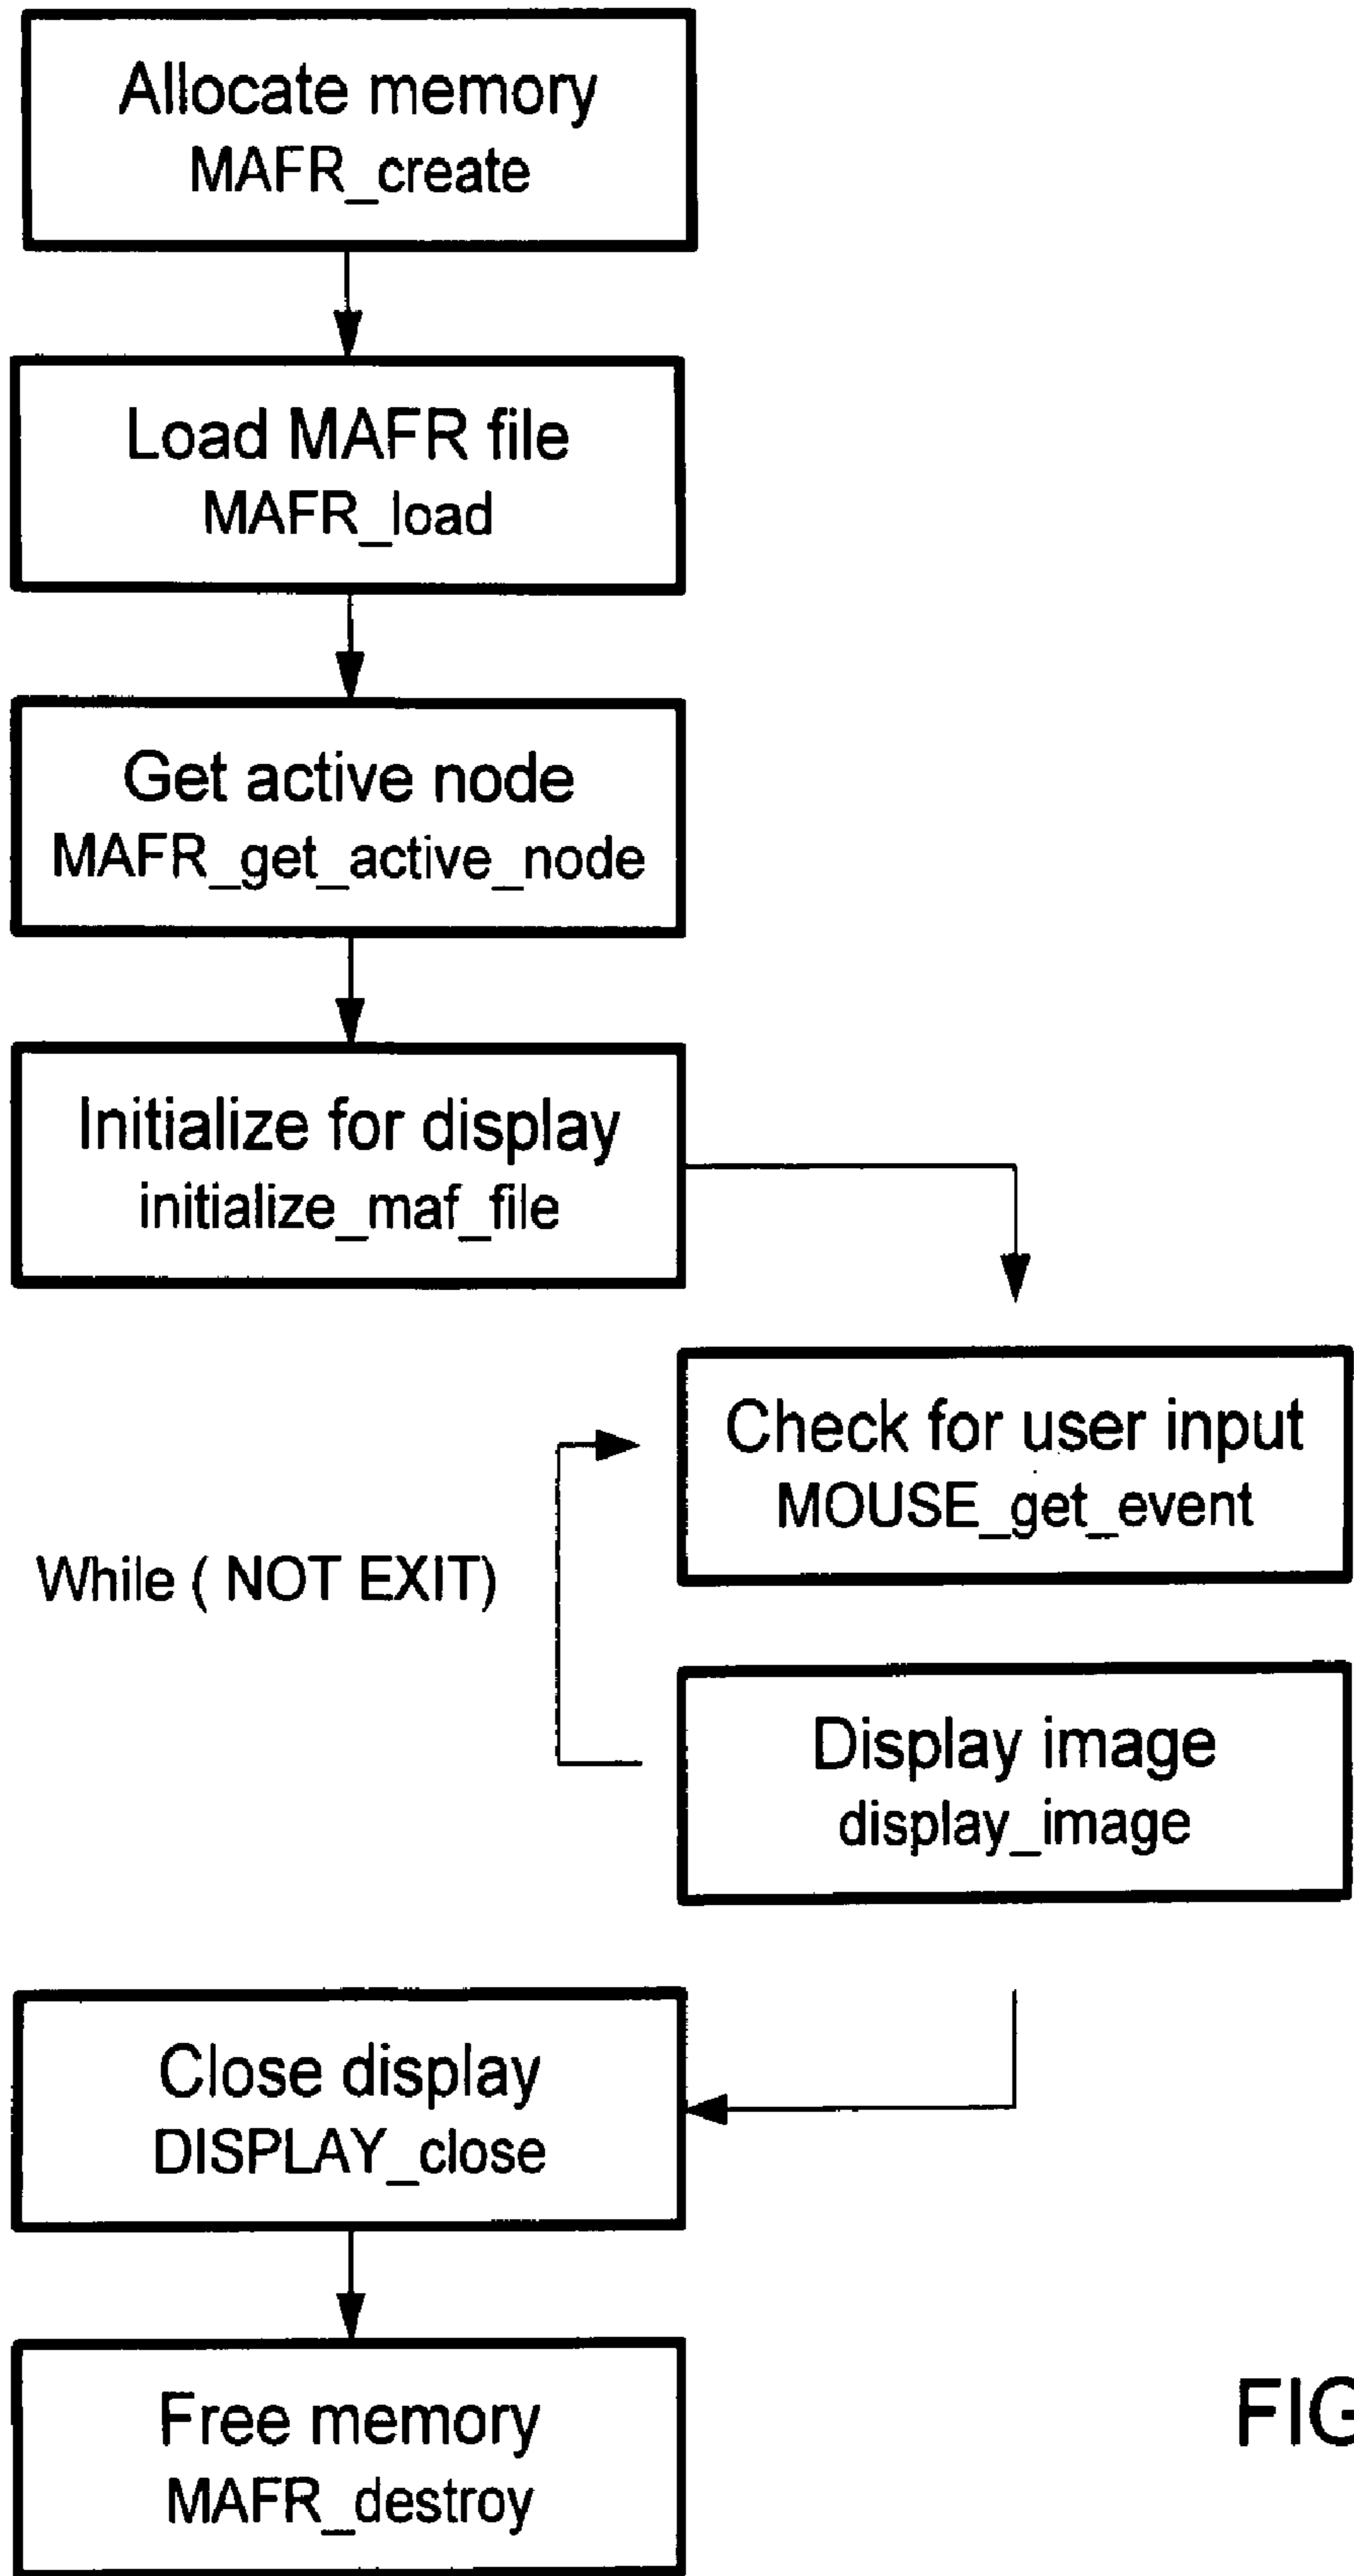 Allocate memory
MAFR_create
Load MAFR file
MAFR_load
Get active node
MAFR_get_active_node
Initialize for display
initialize_maf_file
Check for user input
MOUSE_get_event
While ( NOT EXIT)
Display image
display_image
Close display
DISPLAY_close
Free memory
MAFR_destroy
FIG